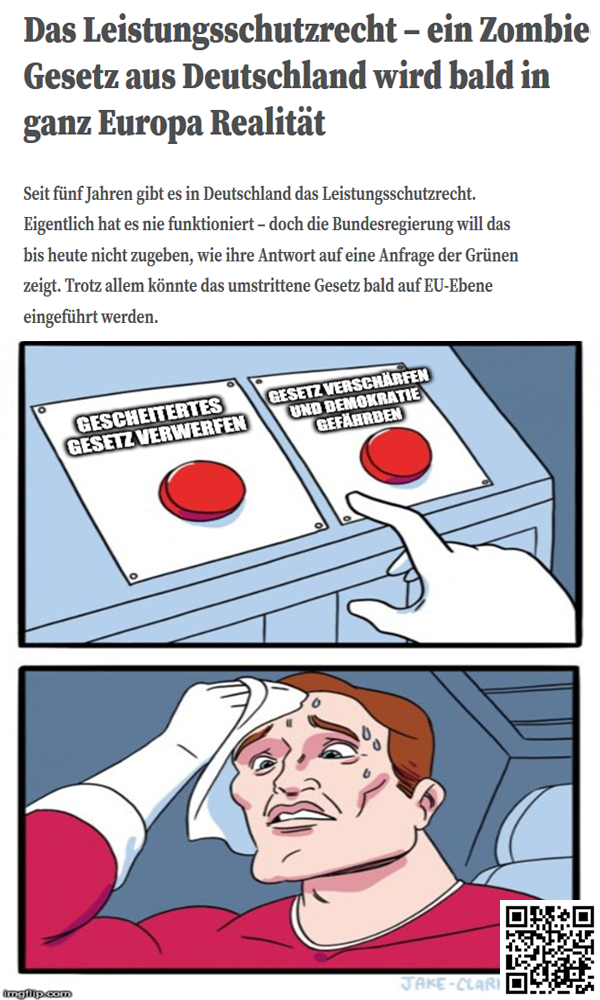 Das Leistungsschutzrecht – ein Zombie
Gesetz aus Deutschland wird bald in
ganz Europa Realität
Seit fünf Jahren gibt es in Deutschland das Leistungsschutzrecht.
Eigentlich hat es nie funktioniert – doch die Bundesregierung will das
bis heute nicht zugeben, wie ihre Antwort auf eine Anfrage der Grünen
zeigt. Trotz allem könnte das umstrittene Gesetz bald auf EU-Ebene
eingeführt werden.
GESCHEITERTES
GESETZ VERWERFEN
GESETZ VERSCHÄRFEN
UND DEMOKRATIE
GEFÄHRDEN
JAKE-CLAR
imgflip.com